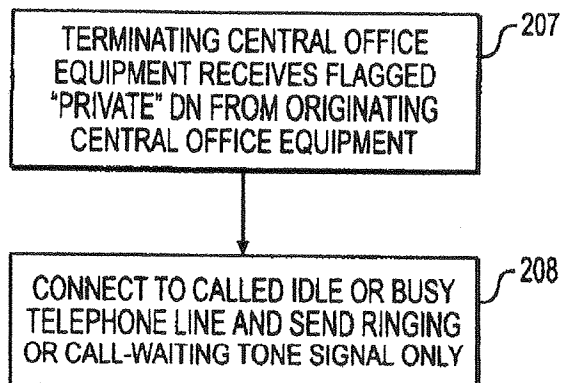 207
TERMINATING CENTRAL OFFICE
EQUIPMENT RECEIVES FLAGGED
"PRIVATE" DN FROM ORIGINATING
CENTRAL OFFICE EQUIPMENT
208
CONNECT TO CALLED IDLE OR BUSY
TELEPHONE LINE AND SEND RINGING
OR CALL-WAITING TONE SIGNAL ONLY